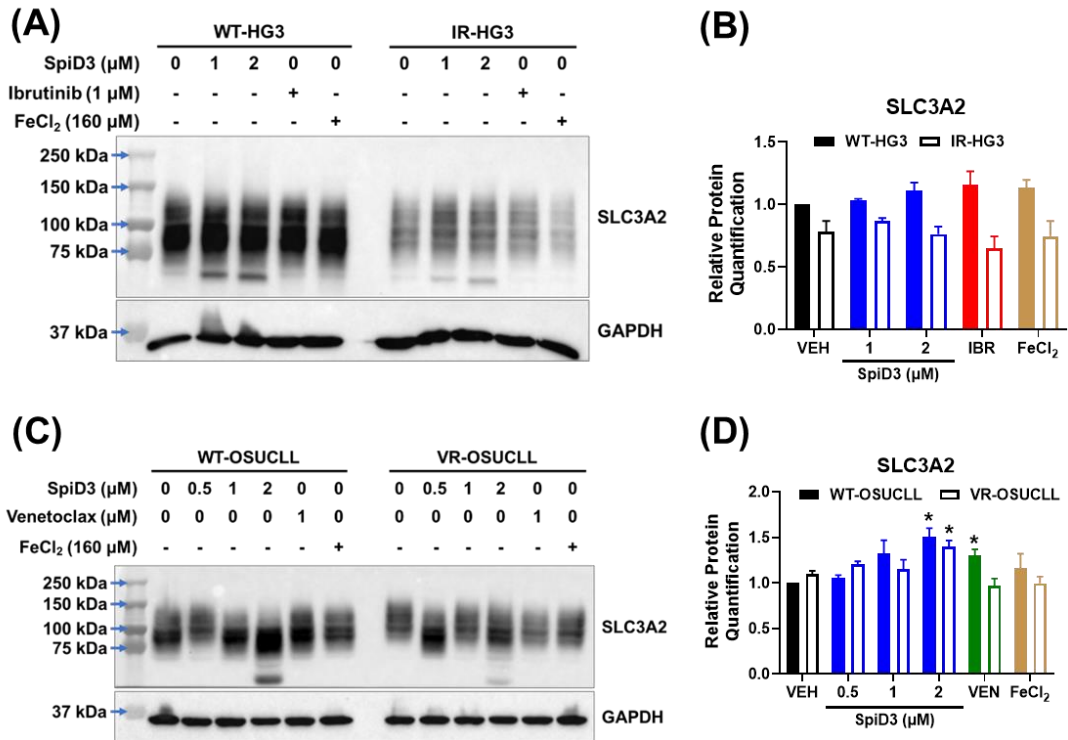 (A)
WT-HG3 IR-HG3
SpiD3 (µM) 0 1 2 0 0 0 1 2 0 0
Ibrutinib (1 µM) - - - + - - - - + -
FeCl₂ (160 µM) - - - - + - - - - +
250 kDa
150 kDa
100 kDa
75 kDa
SLC3A2
37 kDa
GAPDH
(B)
SLC3A2
WT-HG3 IR-HG3
Relative Protein
Quantification
1.5
1.0
0.5
0.0
VEH 1 2 IBR FeCl₂
SpiD3 (µM)
(C)
WT-OSUCLL VR-OSUCLL
SpiD3 (µM) 0 0.5 1 2 0 0 0 0.5 1 2 0 0
Venetoclax (µM) 0 0 0 0 1 0 0 0 0 0 1 0
FeCl₂ (160 µM) - - - - - + - - - - - +
250 kDa
150 kDa
100 kDa
75 kDa
SLC3A2
37 kDa
GAPDH
(D)
SLC3A2
WT-OSUCLL VR-OSUCLL
Relative Protein
Quantification
2.0
1.5
1.0
0.5
0.0
* * *
VEH 0.5 1 2 VEN FeCl₂
SpiD3 (µM)